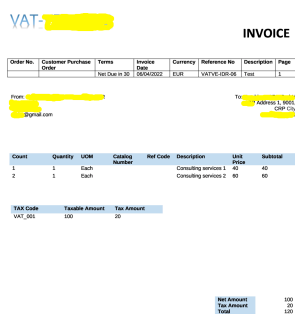 VAT-
INVOICE
Order No. Customer Purchase Order Terms Invoice Date Currency Reference No Description Page
Net Due in 30 06/04/2022 EUR VATVE-IDR-06 Test 1
From:
To:
Address 1, 9001,
CRP City
@gmail.com
Count Quantity UOM Catalog Number Ref Code Description Unit Price Subtotal
1 1 Each Consulting services 1 40 40
2 1 Each Consulting services 2 60 60
TAX Code Taxable Amount Tax Amount
VAT_001 100 20
Net Amount 100
Tax Amount 20
Total 120